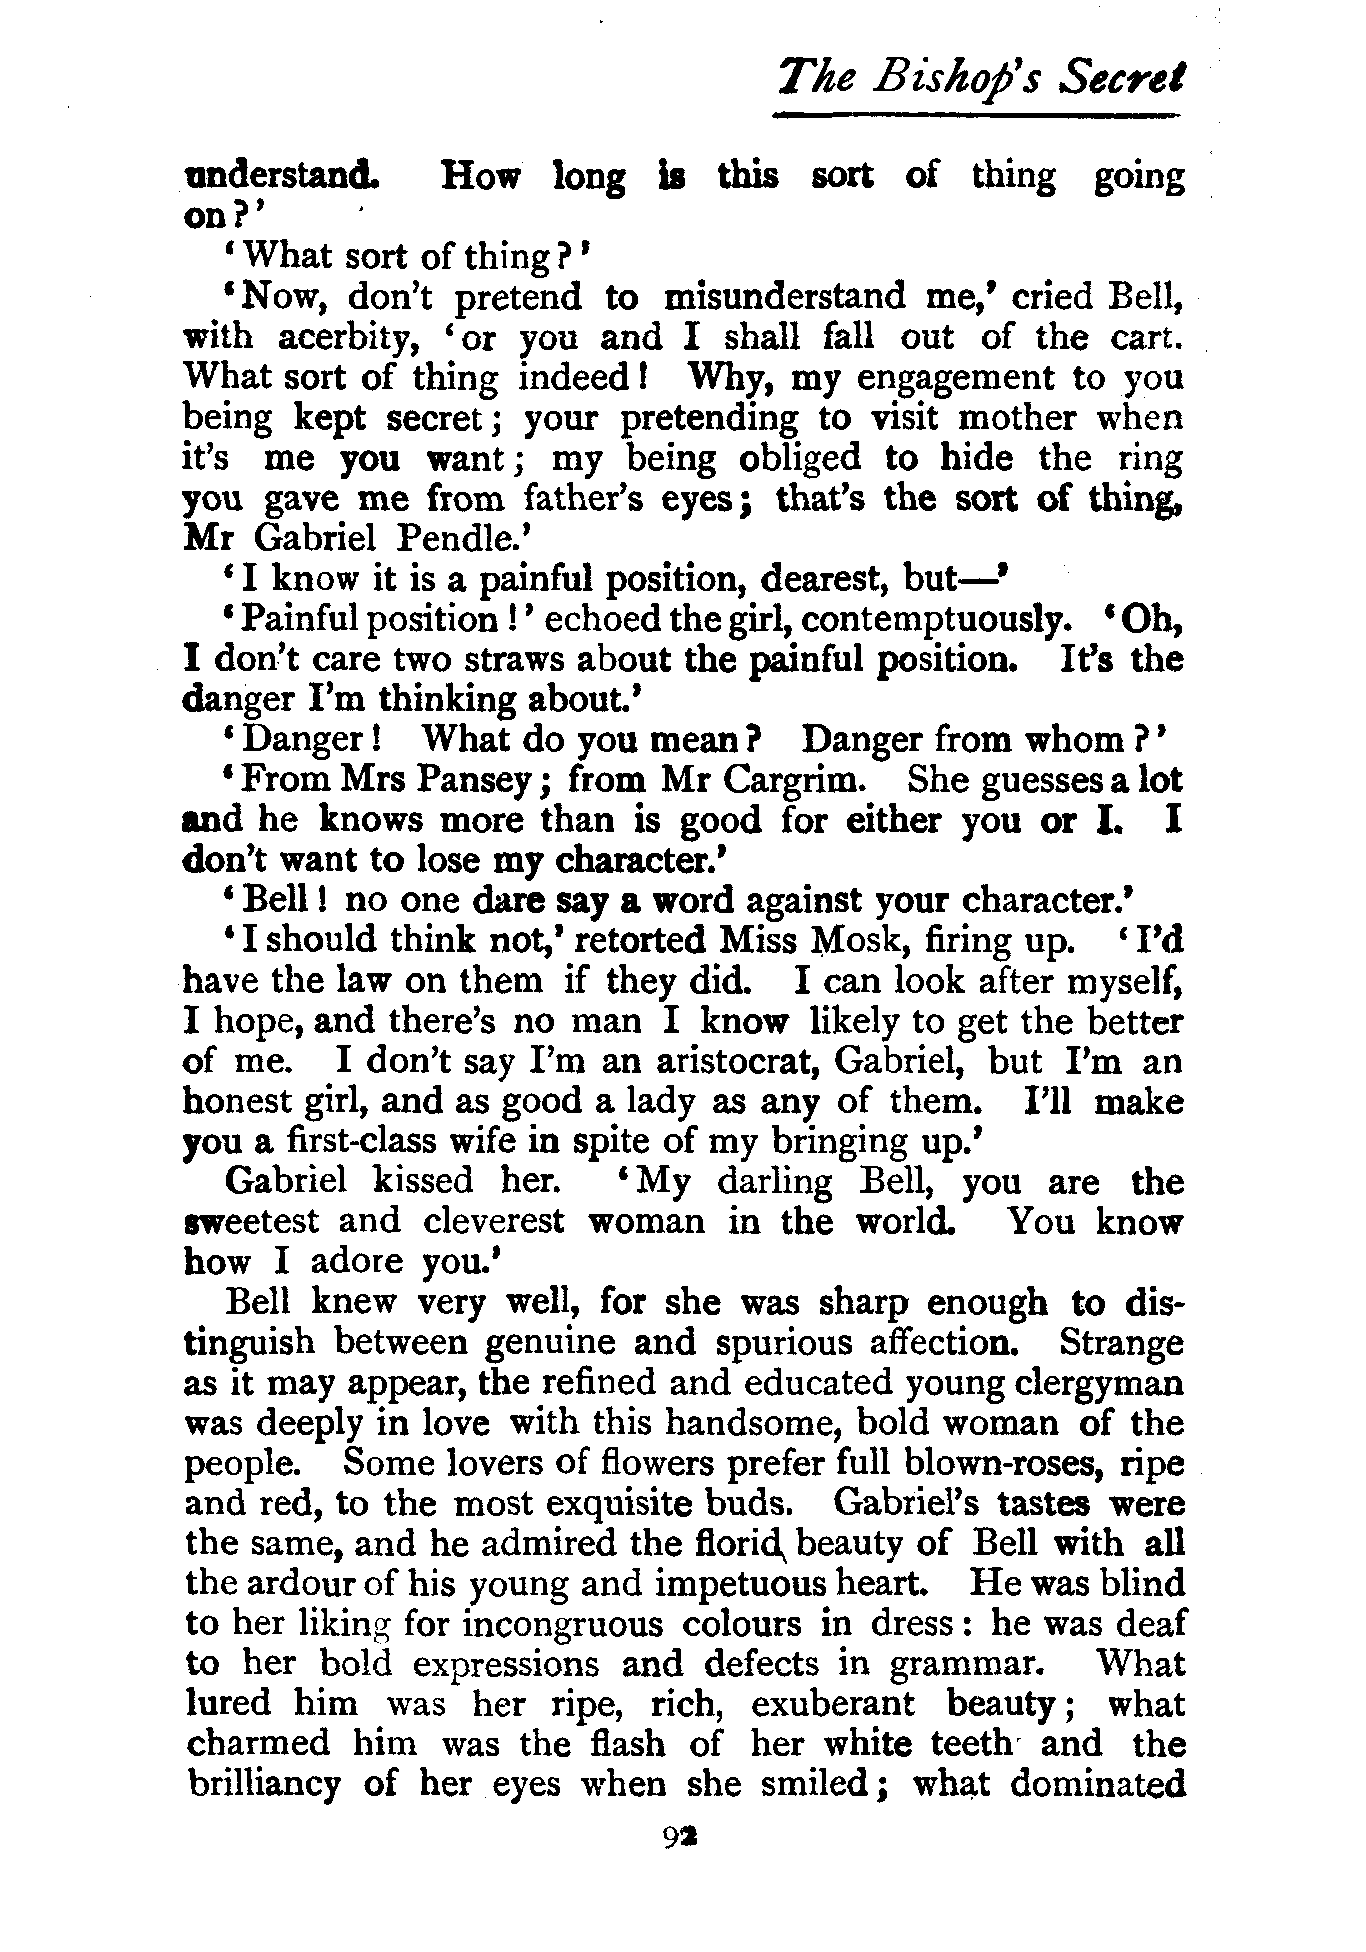 The Bishop's Secret
understand. How long is this sort of thing going
on?'
'What sort of thing?'
'Now, don't pretend to misunderstand me,' cried Bell,
with acerbity, 'or you and I shall fall out of the cart.
What sort of thing indeed! Why, my engagement to you
being kept secret; your pretending to visit mother when
it's me you want; my being obliged to hide the ring
you gave me from father's eyes; that's the sort of thing,
Mr Gabriel Pendle.'
'I know it is a painful position, dearest, but—'
'Painful position!' echoed the girl, contemptuously. 'Oh,
I don't care two straws about the painful position. It's the
danger I'm thinking about.'
'Danger! What do you mean? Danger from whom?'
'From Mrs Pansey; from Mr Cargrim. She guesses a lot
and he knows more than is good for either you or I. I
don't want to lose my character.'
'Bell! no one dare say a word against your character.'
'I should think not,' retorted Miss Mosk, firing up. 'I'd
have the law on them if they did. I can look after myself,
I hope, and there's no man I know likely to get the better
of me. I don't say I'm an aristocrat, Gabriel, but I'm an
honest girl, and as good a lady as any of them. I'll make
you a first-class wife in spite of my bringing up.'
Gabriel kissed her. 'My darling Bell, you are the
sweetest and cleverest woman in the world. You know
how I adore you.'
Bell knew very well, for she was sharp enough to dis-
tinguish between genuine and spurious affection. Strange
as it may appear, the refined and educated young clergyman
was deeply in love with this handsome, bold woman of the
people. Some lovers of flowers prefer full blown-roses, ripe
and red, to the most exquisite buds. Gabriel's tastes were
the same, and he admired the florid beauty of Bell with all
the ardour of his young and impetuous heart. He was blind
to her liking for incongruous colours in dress: he was deaf
to her bold expressions and defects in grammar. What
lured him was her ripe, rich, exuberant beauty; what
charmed him was the flash of her white teeth and the
brilliancy of her eyes when she smiled; what dominated
92